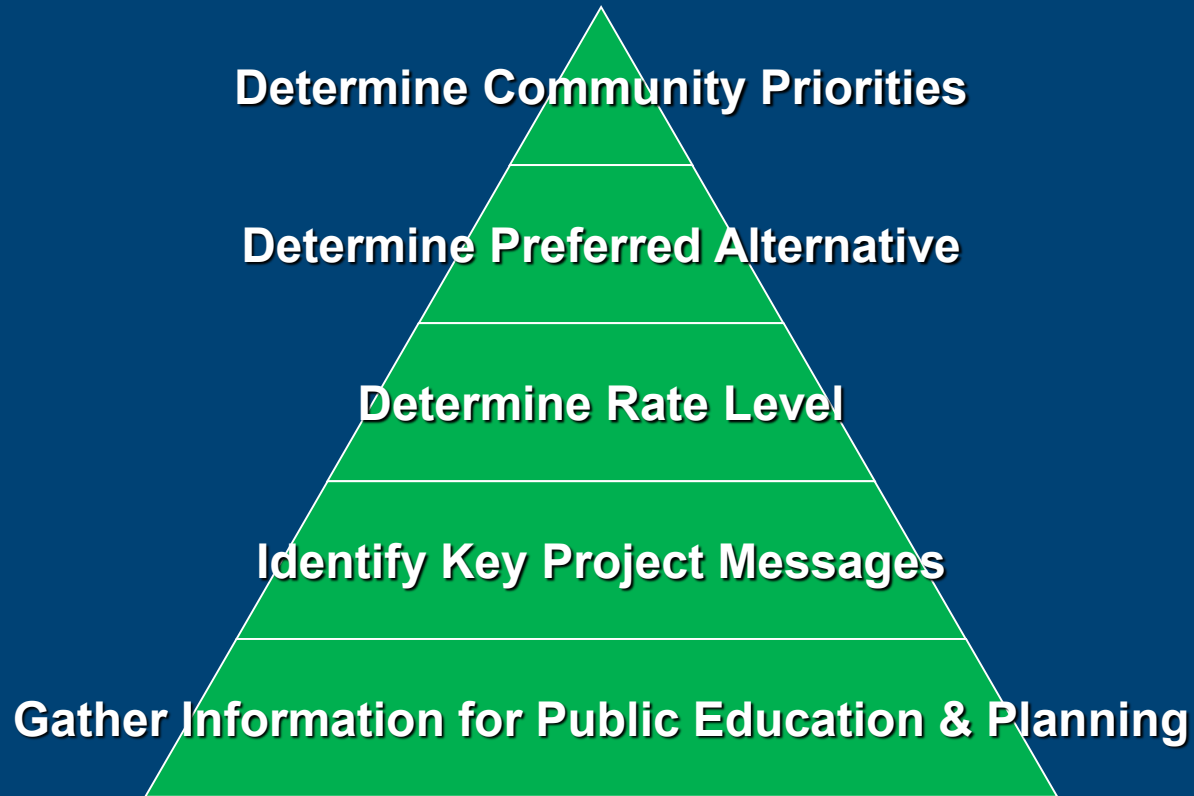 Determine Community Priorities
Determine Preferred Alternative
Determine Rate Level
Identify Key Project Messages
Gather Information for Public Education & Planning